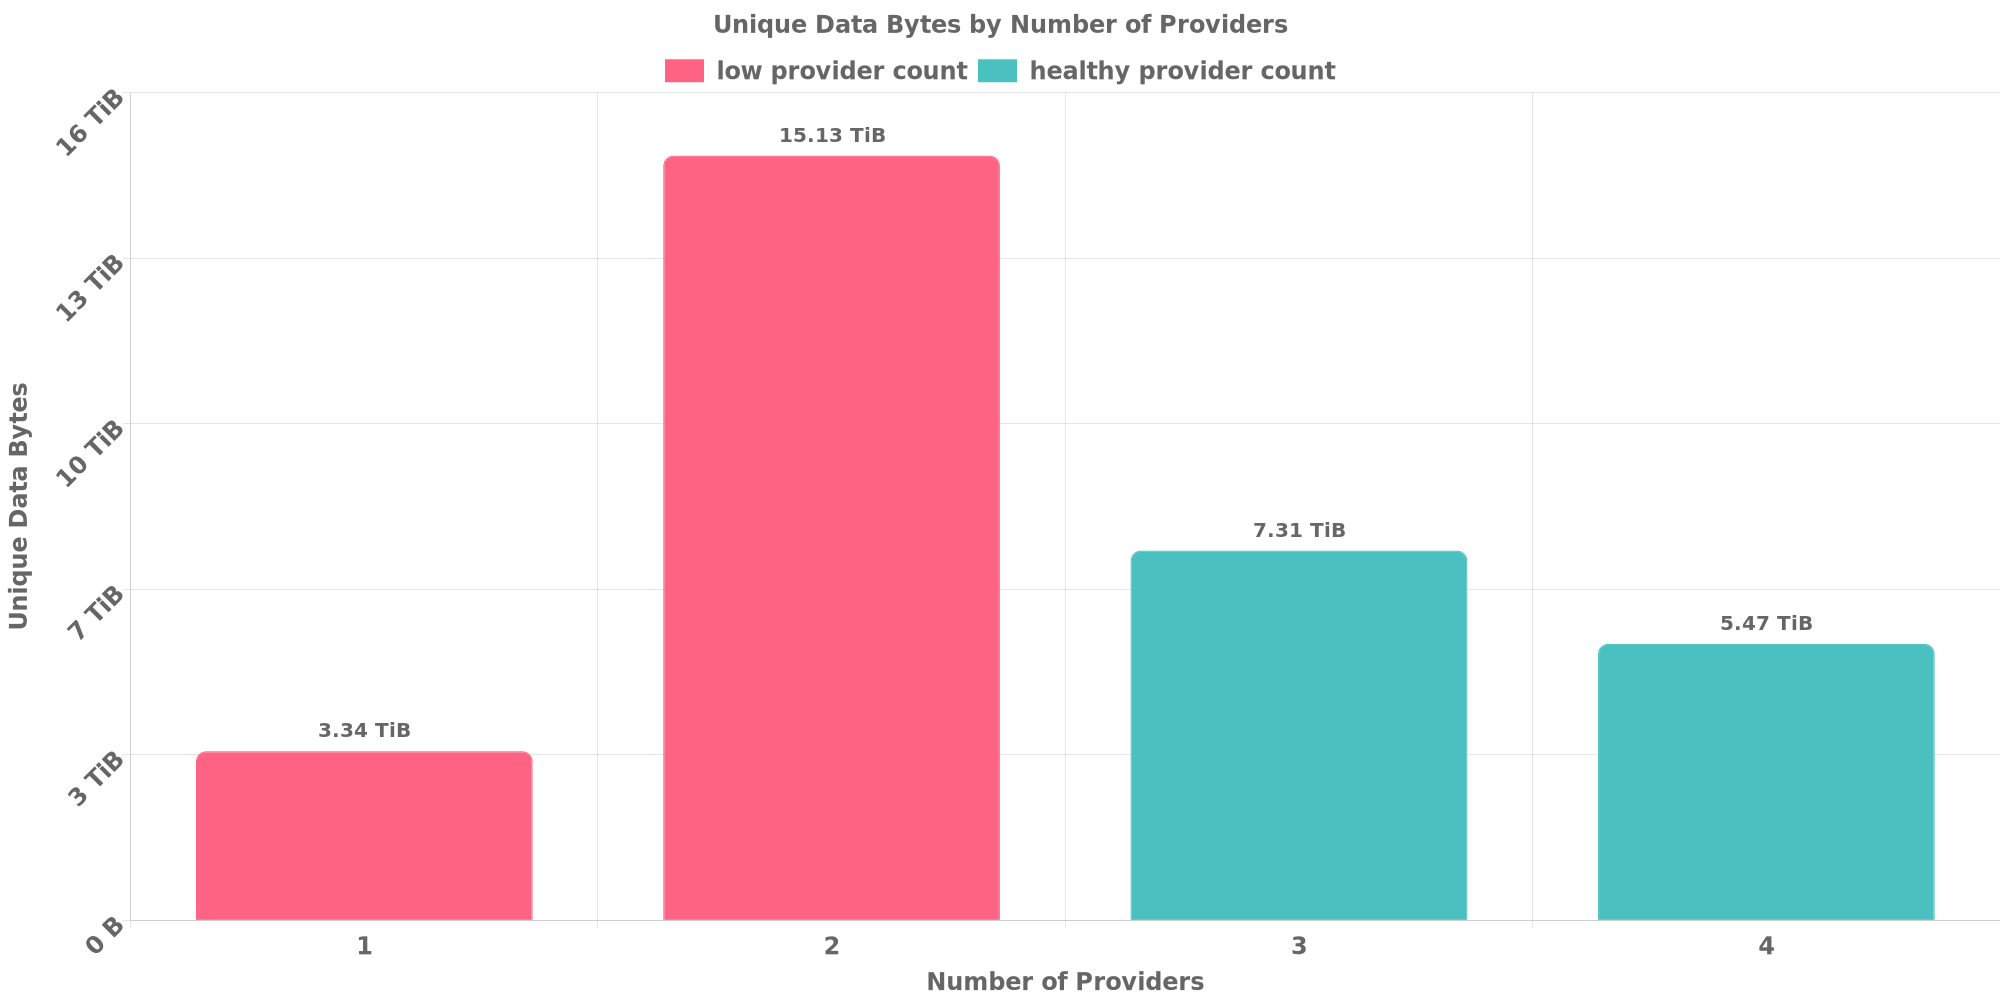 Unique Data Bytes by Number of Providers
low provider count healthy provider count
16 TiB
13 TiB
10 TiB
7 TiB
3 TiB
0 B
Unique Data Bytes
15.13 TiB
7.31 TiB
5.47 TiB
3.34 TiB
1 2 3 4
Number of Providers